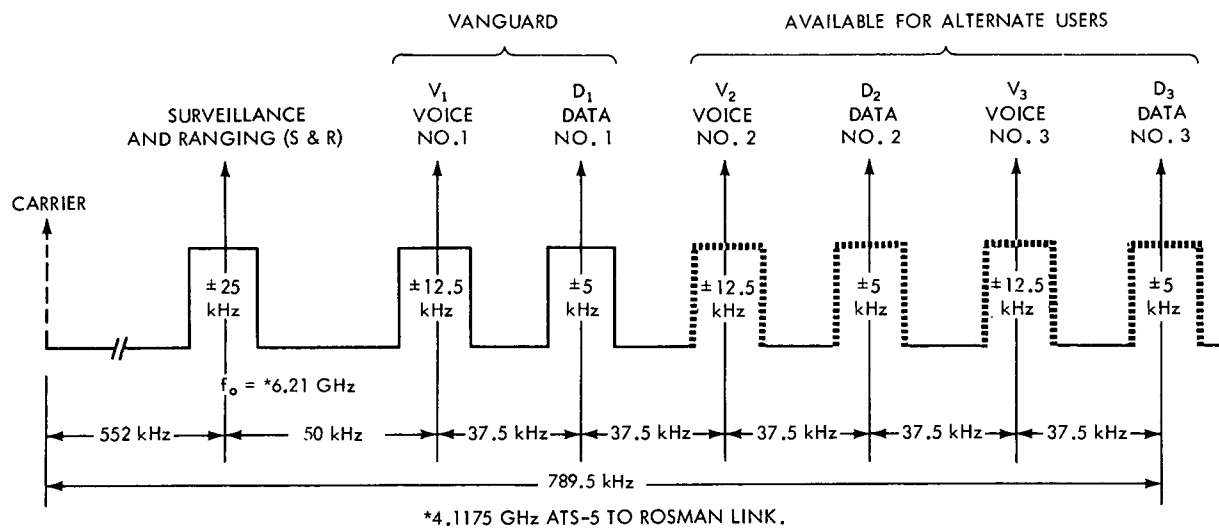 VANGUARD
AVAILABLE FOR ALTERNATE USERS
SURVEILLANCE
AND RANGING (S & R)
V₁
VOICE
NO.1
D₁
DATA
NO.1
V₂
VOICE
NO.2
D₂
DATA
NO.2
V₃
VOICE
NO.3
D₃
DATA
NO.3
CARRIER
±25
kHz
±12.5
kHz
±5
kHz
±12.5
kHz
±5
kHz
±12.5
kHz
±5
kHz
f₀ = *6.21 GHz
552 kHz
50 kHz
37.5 kHz
37.5 kHz
37.5 kHz
37.5 kHz
37.5 kHz
789.5 kHz
*4.1175 GHz ATS-5 TO ROSMAN LINK.